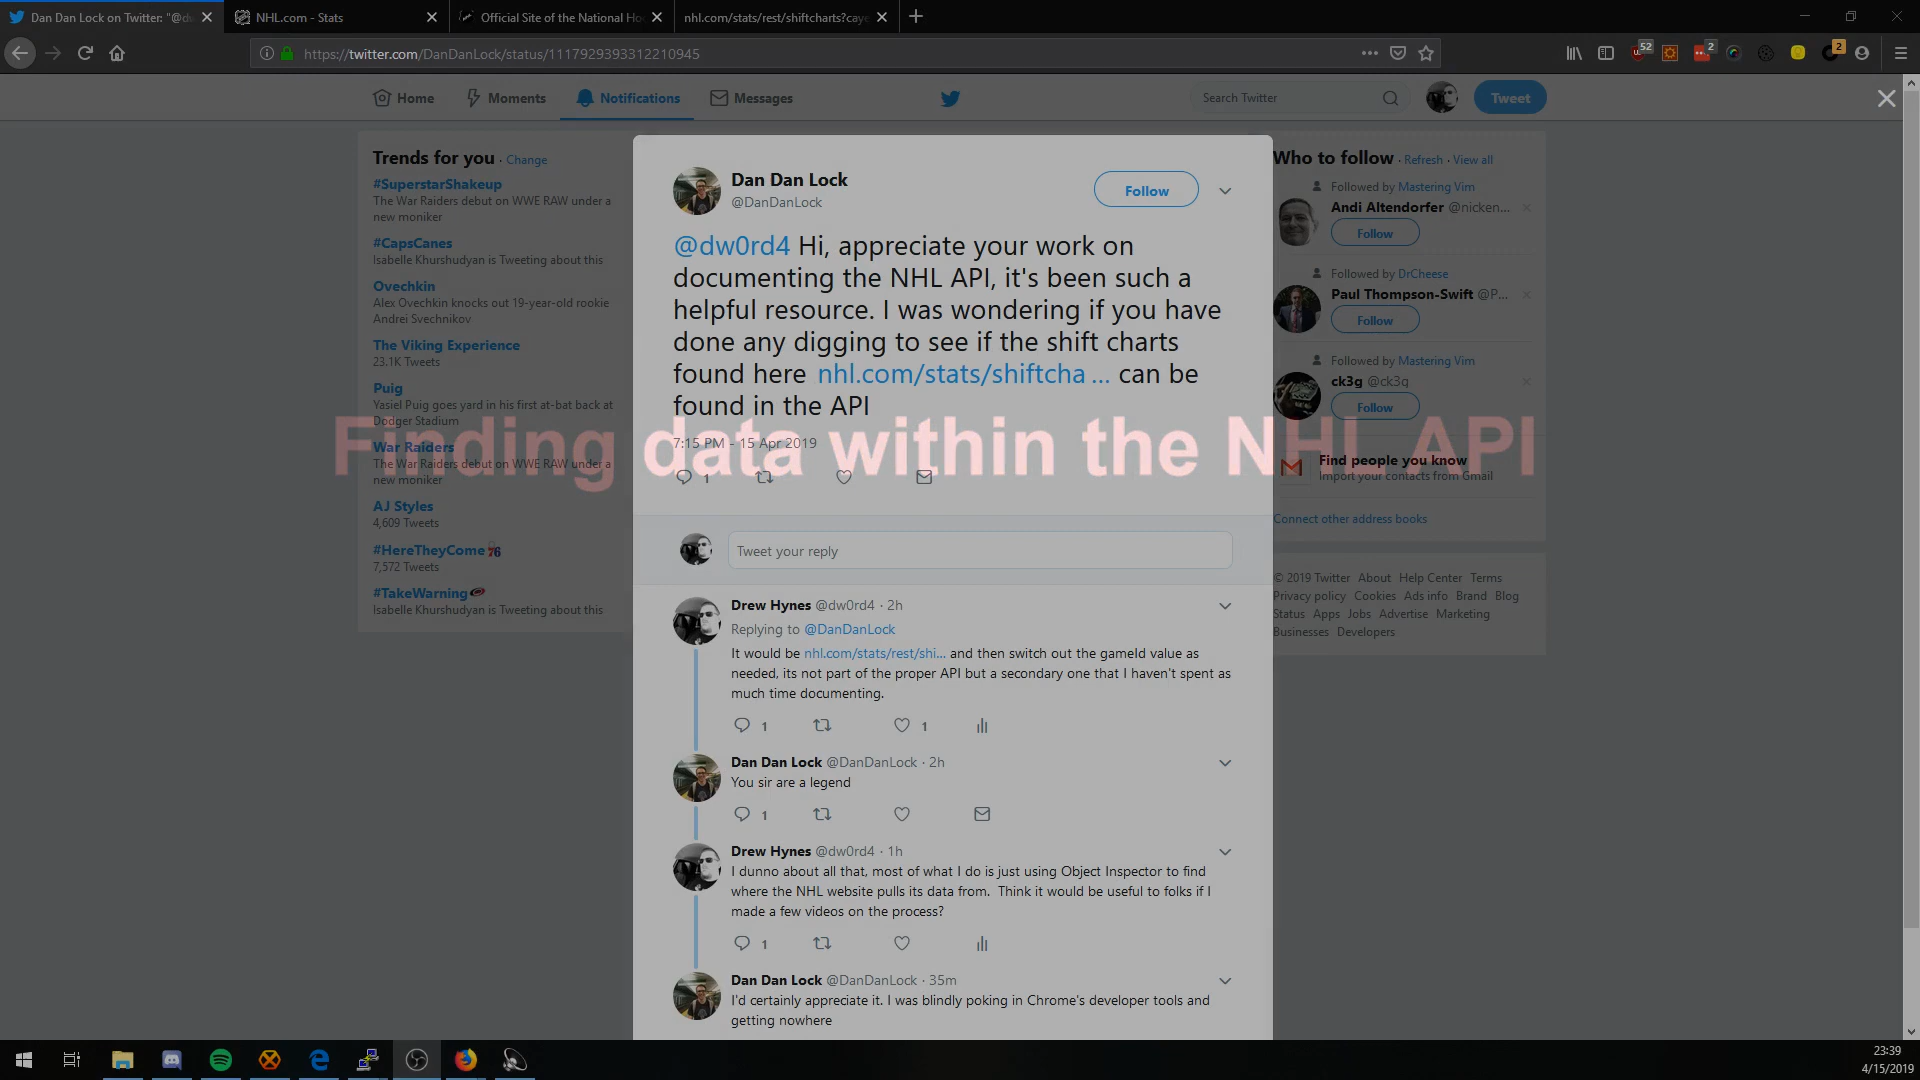 Dan Dan Lock on Twitter: "@dw
NHL.com - Stats
Official Site of the National Ho
nhl.com/stats/rest/shiftcharts?caye
https://twitter.com/DanDanLock/status/1117929393312210945
52
2
2
Home
Moments
Notifications
Messages
Search Twitter
Tweet
Trends for you · Change
#SuperstarShakeup
The War Raiders debut on WWE RAW under a
new moniker
#CapsCanes
Isabelle Khurshudyan is Tweeting about this
Ovechkin
Alex Ovechkin knocks out 19-year-old rookie
Andrei Svechnikov
The Viking Experience
23.1K Tweets
Puig
Yasiel Puig goes yard in his first at-bat back at
Dodger Stadium
War Raiders
The War Raiders debut on WWE RAW under a
new moniker
AJ Styles
4,609 Tweets
#HereTheyCome
7,572 Tweets
#TakeWarning
Isabelle Khurshudyan is Tweeting about this
Dan Dan Lock
@DanDanLock
Follow
@dw0rd4 Hi, appreciate your work on
documenting the NHL API, it's been such a
helpful resource. I was wondering if you have
done any digging to see if the shift charts
found here nhl.com/stats/shiftcha… can be
found in the API
7:15 PM - 15 Apr 2019
1
Finding data within the NHL API
Tweet your reply
Drew Hynes @dw0rd4 · 2h
Replying to @DanDanLock
It would be nhl.com/stats/rest/shi… and then switch out the gameId value as
needed, its not part of the proper API but a secondary one that I haven't spent as
much time documenting.
1
1
Dan Dan Lock @DanDanLock · 2h
You sir are a legend
1
Drew Hynes @dw0rd4 · 1h
I dunno about all that, most of what I do is just using Object Inspector to find
where the NHL website pulls its data from. Think it would be useful to folks if I
made a few videos on the process?
1
Dan Dan Lock @DanDanLock · 35m
I'd certainly appreciate it. I was blindly poking in Chrome's developer tools and
getting nowhere
Who to follow · Refresh · View all
Followed by Mastering Vim
Andi Altendorfer @nicken...
Follow
Followed by DrCheese
Paul Thompson-Swift @P...
Follow
Followed by Mastering Vim
ck3g @ck3g
Follow
Find people you know
Import your contacts from Gmail
Connect other address books
© 2019 Twitter About Help Center Terms
Privacy policy Cookies Ads info Brand Blog
Status Apps Jobs Advertise Marketing
Businesses Developers
23:39
4/15/2019